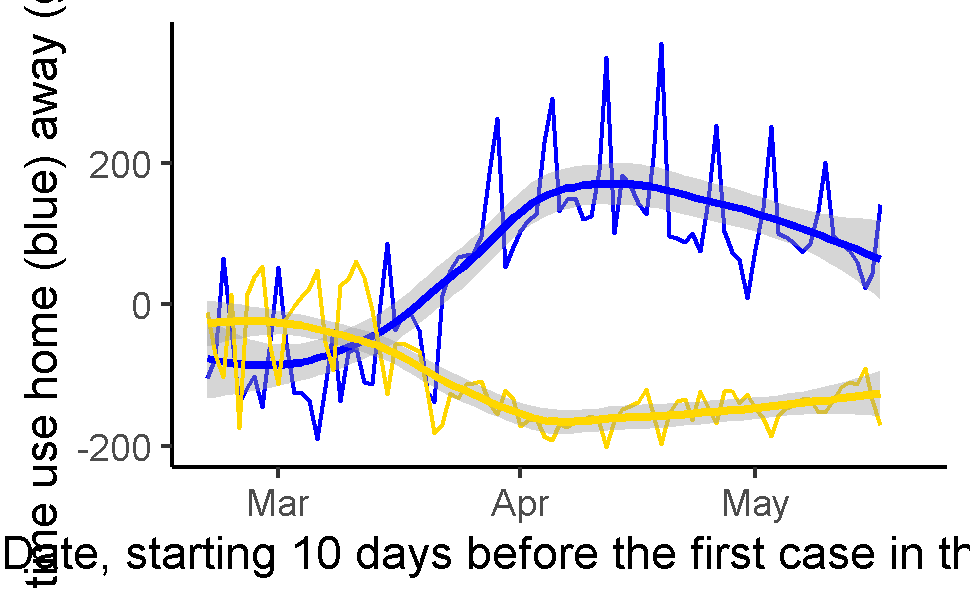 time use home (blue) away (
200
0
-200
Mar Apr May
Date, starting 10 days before the first case in th